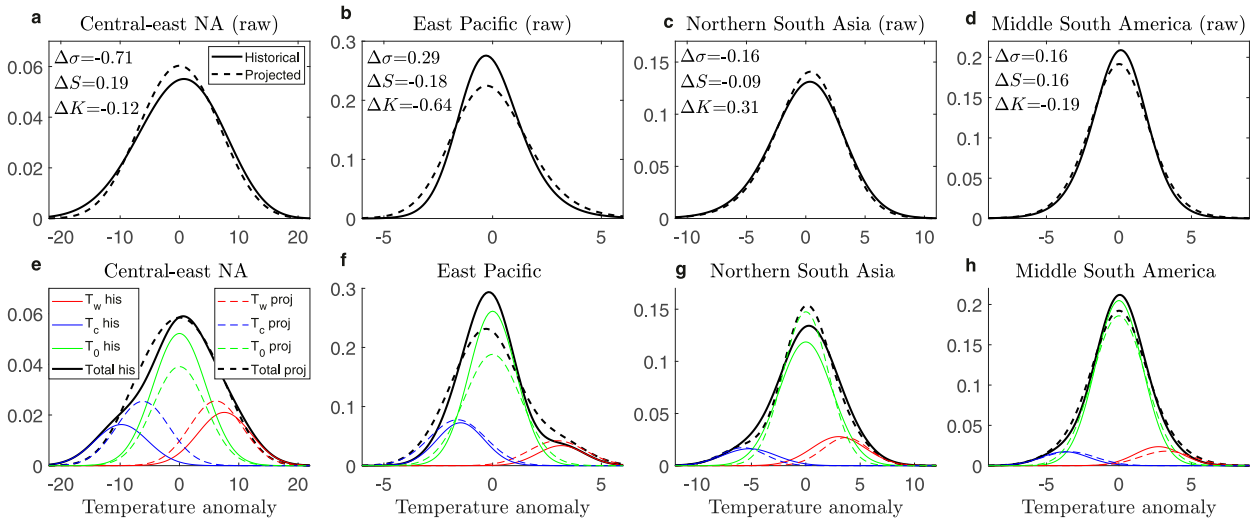 a Central-east NA (raw)
Δσ=-0.71
ΔS=0.19
ΔK=-0.12
Historical
Projected
0.06
0.04
0.02
0
-20 -10 0 10 20
b East Pacific (raw)
Δσ=0.29
ΔS=-0.18
ΔK=-0.64
0.3
0.2
0.1
0
-5 0 5
c Northern South Asia (raw)
Δσ=-0.16
ΔS=-0.09
ΔK=0.31
0.15
0.1
0.05
0
-10 -5 0 5 10
d Middle South America (raw)
Δσ=0.16
ΔS=0.16
ΔK=-0.19
0.2
0.15
0.1
0.05
0
-5 0 5
e Central-east NA
T_w his
T_c his
T_0 his
Total his
T_w proj
T_c proj
T_0 proj
Total proj
0.06
0.04
0.02
0
-20 -10 0 10 20
Temperature anomaly
f East Pacific
0.3
0.2
0.1
0
-5 0 5
Temperature anomaly
g Northern South Asia
0.15
0.1
0.05
0
-10 -5 0 5 10
Temperature anomaly
h Middle South America
0.2
0.15
0.1
0.05
0
-5 0 5
Temperature anomaly